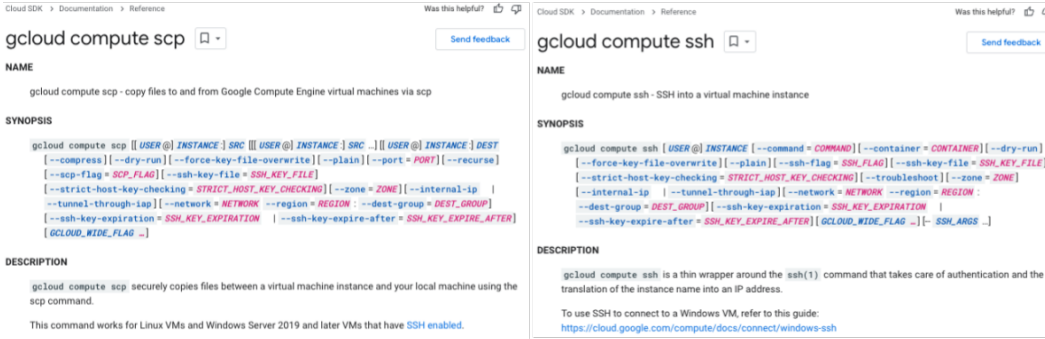 Cloud SDK > Documentation > Reference
Was this helpful?
gcloud compute scp
Send feedback
NAME
gcloud compute scp - copy files to and from Google Compute Engine virtual machines via scp
SYNOPSIS
gcloud compute scp [[USER@]INSTANCE:]SRC [[[USER@]INSTANCE:]SRC …] [[USER@]INSTANCE:]DEST
[--compress] [--dry-run] [--force-key-file-overwrite] [--plain] [--port=PORT] [--recurse]
[--scp-flag=SCP_FLAG] [--ssh-key-file=SSH_KEY_FILE]
[--strict-host-key-checking=STRICT_HOST_KEY_CHECKING] [--zone=ZONE] [--internal-ip |
--tunnel-through-iap] [--network=NETWORK --region=REGION : --dest-group=DEST_GROUP]
[--ssh-key-expiration=SSH_KEY_EXPIRATION | --ssh-key-expire-after=SSH_KEY_EXPIRE_AFTER]
[GCLOUD_WIDE_FLAG …]
DESCRIPTION
gcloud compute scp securely copies files between a virtual machine instance and your local machine using the
scp command.
This command works for Linux VMs and Windows Server 2019 and later VMs that have SSH enabled.
Cloud SDK > Documentation > Reference
Was this helpful?
gcloud compute ssh
Send feedback
NAME
gcloud compute ssh - SSH into a virtual machine instance
SYNOPSIS
gcloud compute ssh [USER@]INSTANCE [--command=COMMAND] [--container=CONTAINER] [--dry-run]
[--force-key-file-overwrite] [--plain] [--ssh-flag=SSH_FLAG] [--ssh-key-file=SSH_KEY_FILE]
[--strict-host-key-checking=STRICT_HOST_KEY_CHECKING] [--troubleshoot] [--zone=ZONE]
[--internal-ip | --tunnel-through-iap] [--network=NETWORK --region=REGION :
--dest-group=DEST_GROUP] [--ssh-key-expiration=SSH_KEY_EXPIRATION |
--ssh-key-expire-after=SSH_KEY_EXPIRE_AFTER] [GCLOUD_WIDE_FLAG …] [-- SSH_ARGS …]
DESCRIPTION
gcloud compute ssh is a thin wrapper around the ssh(1) command that takes care of authentication and the
translation of the instance name into an IP address.
To use SSH to connect to a Windows VM, refer to this guide:
https://cloud.google.com/compute/docs/connect/windows-ssh